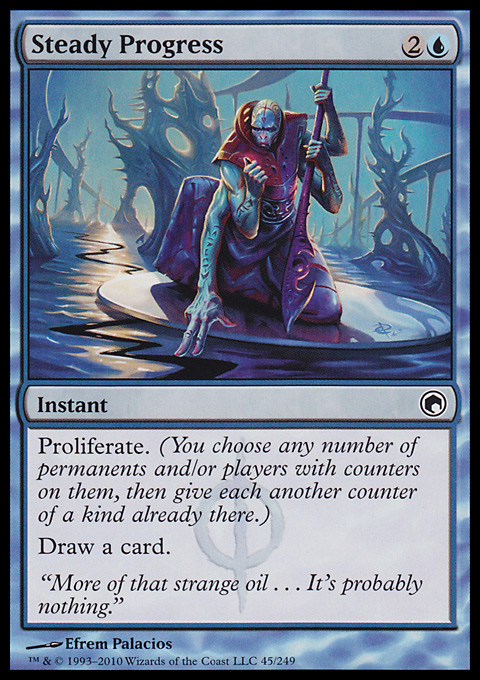 Steady Progress 2
Instant
Proliferate. (You choose any number of
permanents and/or players with counters
on them, then give each another counter
of a kind already there.)
Draw a card.
“More of that strange oil . . . It’s probably
nothing.”
Efrem Palacios
™ & © 1993–2010 Wizards of the Coast LLC 45/249